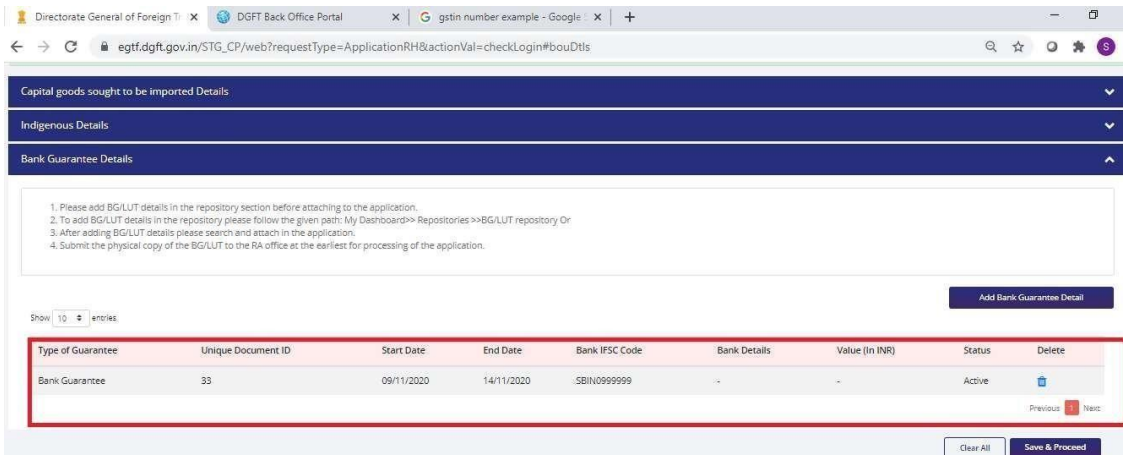 Directorate General of Foreign Tr
DGFT Back Office Portal
gstin number example - Google
egtf.dgft.gov.in/STG_CP/web?requestType=ApplicationRH&actionVal=checkLogin#bouDtls
S
Capital goods sought to be imported Details
Indigenous Details
Bank Guarantee Details
1. Please add BG/LUT details in the repository section before attaching to the application.
2. To add BG/LUT details in the repository please follow the given path: My Dashboard>> Repositories >>BG/LUT repository Or
3. After adding BG/LUT details please search and attach in the application.
4. Submit the physical copy of the BG/LUT to the RA office at the earliest for processing of the application.
Add Bank Guarantee Detail
Show 10 entries
Type of Guarantee Unique Document ID Start Date End Date Bank IFSC Code Bank Details Value (In INR) Status Delete
Bank Guarantee 33 09/11/2020 14/11/2020 SBIN0999999 - - Active
Previous 1 Next
Clear All Save & Proceed